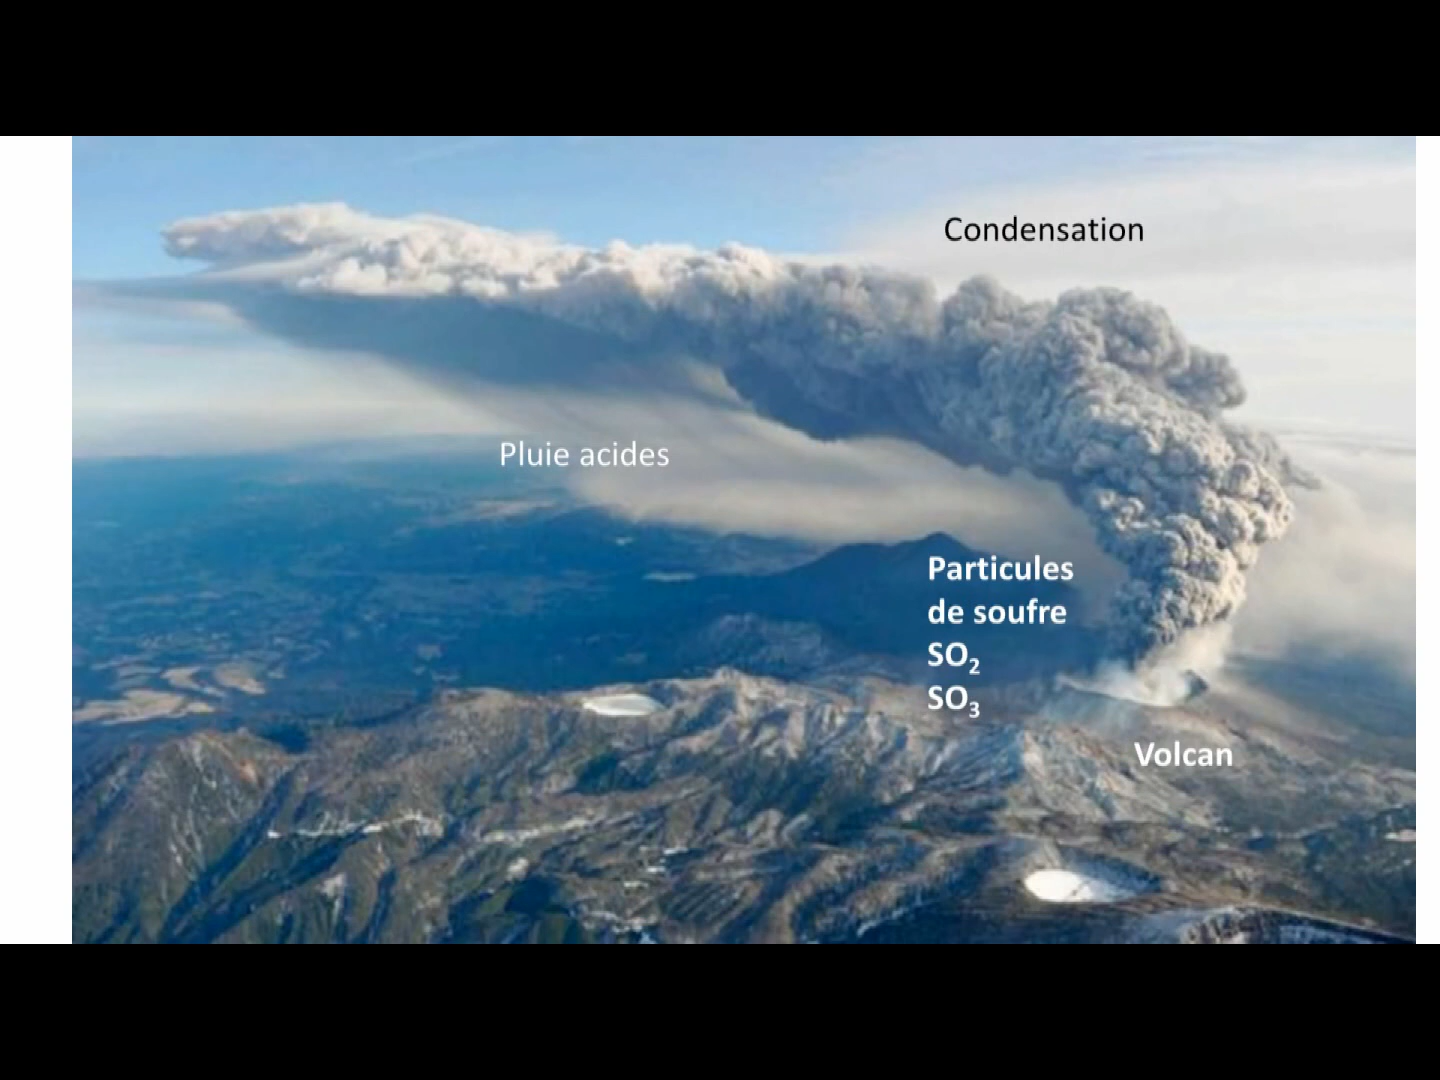 Condensation
Pluie acides
Particules
de soufre
SO₂
SO₃
Volcan